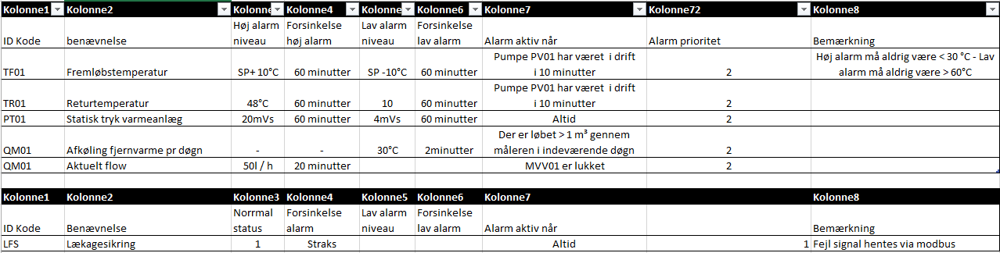 Kolonne1 Kolonne2 Kolonne Kolonne4 Kolonne Kolonne6 Kolonne7 Kolonne72 Kolonne8
Høj alarm Forsinkelse Lav alarm Forsinkelse
ID Kode benævnelse niveau høj alarm niveau lav alarm Alarm aktiv når Alarm prioritet Bemærkning
Pumpe PV01 har været i drift Høj alarm må aldrig være < 30 °C - Lav
TF01 Fremløbstemperatur SP+ 10°C 60 minutter SP -10°C 60 minutter i 10 minutter 2 alarm må aldrig være > 60°C
Pumpe PV01 har været i drift
TR01 Returtemperatur 48°C 60 minutter 10 60 minutter i 10 minutter 2
PT01 Statisk tryk varmeanlæg 20mVs 60 minutter 4mVs 60 minutter Altid 2
Der er løbet > 1 m³ gennem
QM01 Afkøling fjernvarme pr døgn - - 30°C 2minutter måleren i indeværende døgn 2
QM01 Aktuelt flow 50l / h 20 minutter MVV01 er lukket 2
Kolonne1 Kolonne2 Kolonne3 Kolonne4 Kolonne5 Kolonne6 Kolonne7 Kolonne8
Norrmal Forsinkelse Lav alarm Forsinkelse
ID Kode Benævnelse status alarm niveau lav alarm Alarm aktiv når Bemærkning
LFS Lækagesikring 1 Straks Altid 1 Fejl signal hentes via modbus